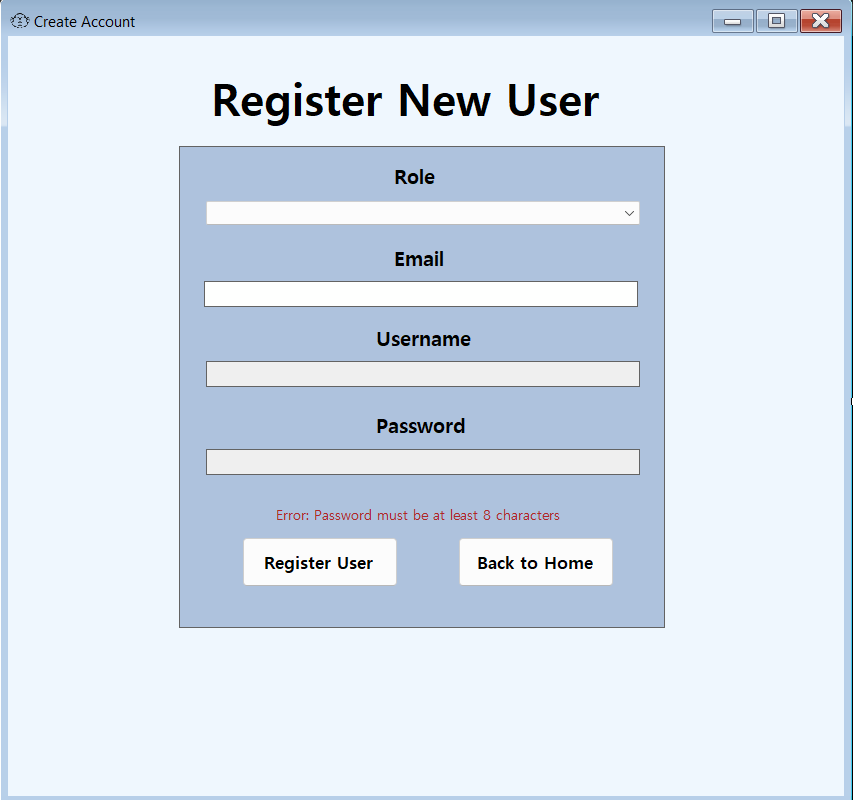 Create Account
Register New User
Role
Email
Username
Password
Error: Password must be at least 8 characters
Register User
Back to Home